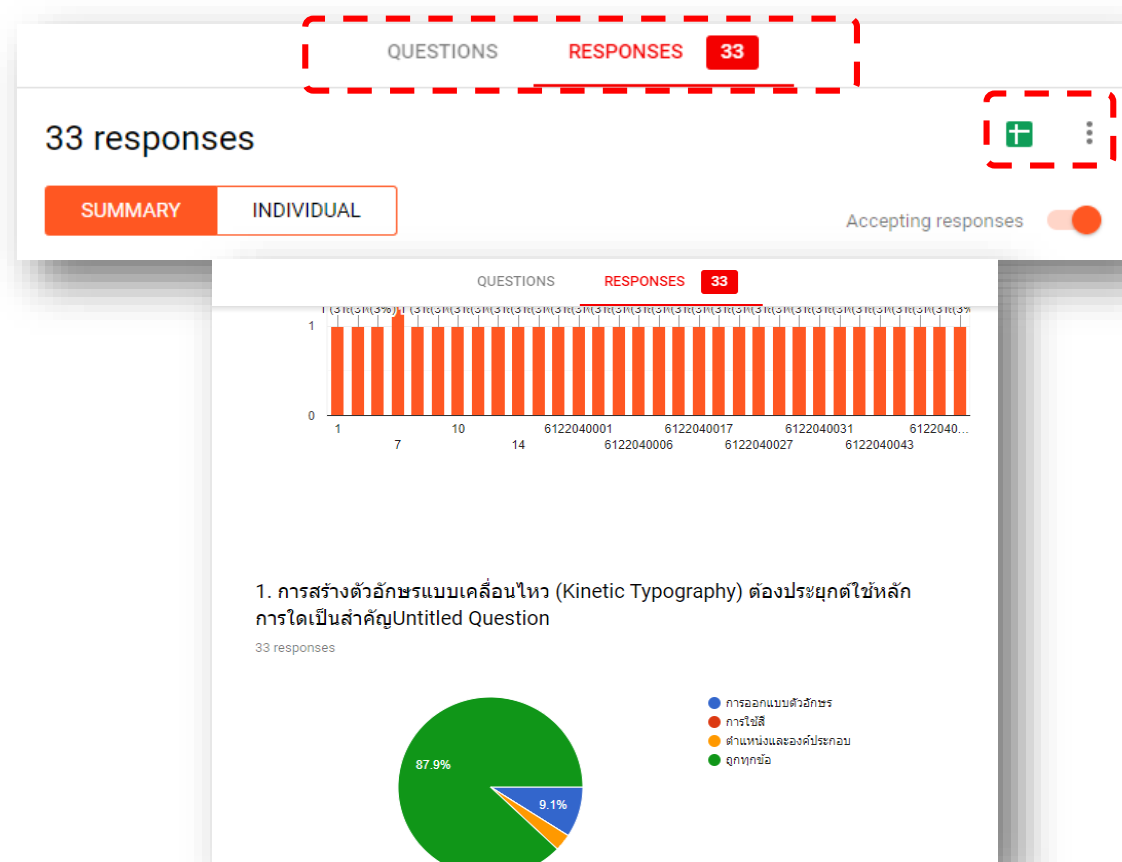 QUESTIONS RESPONSES 33
33 responses
SUMMARY INDIVIDUAL
Accepting responses
QUESTIONS RESPONSES 33
1
0
1 10 6122040001 6122040017 6122040031 6122040...
7 14 6122040006 6122040027 6122040043
1. การสร้างตัวอักษรแบบเคลื่อนไหว (Kinetic Typography) ต้องประยุกต์ใช้หลัก
การใดเป็นสำคัญUntitled Question
33 responses
การออกแบบตัวอักษร
การใช้สี
ตำแหน่งและองค์ประกอบ
ถูกทุกข้อ
87.9%
9.1%